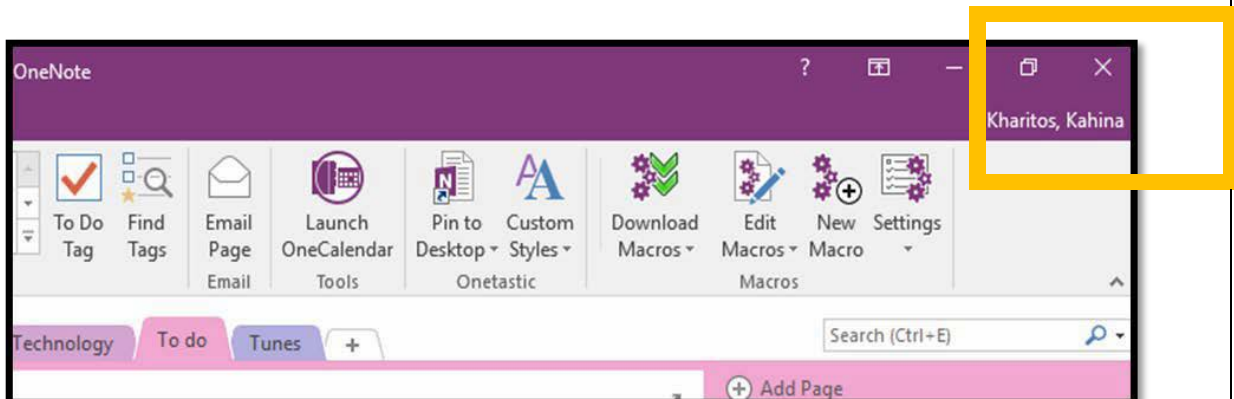 OneNote
?
Kharitos, Kahina
To Do Find Email Launch Pin to Custom Download Edit New Settings
Tag Tags Page OneCalendar Desktop Styles Macros Macros Macro
Email Tools Onetastic Macros
Technology To do Tunes + Search (Ctrl+E)
Add Page